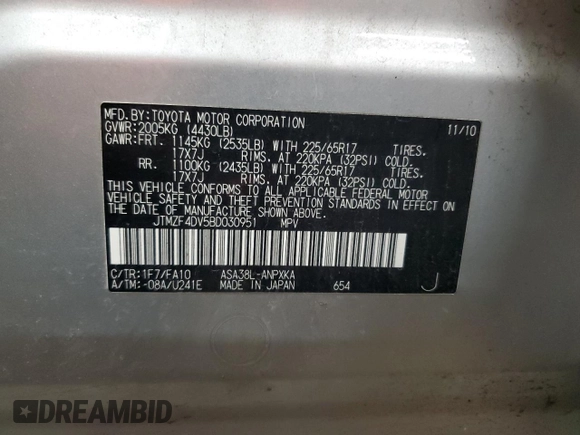 MFD.BY:TOYOTA MOTOR CORPORATION 11/10
GVWR:2005KG (4430LB)
GAWR:FRT. 1145KG (2535LB) WITH 225/65R17 TIRES.
17X7J RIMS. AT 220KPA (32PSI) COLD.
RR. 1100KG (2435LB) WITH 225/65R17 TIRES.
17X7J RIMS. AT 220KPA (32PSI) COLD.
THIS VEHICLE CONFORMS TO ALL APPLICABLE FEDERAL MOTOR
VEHICLE SAFETY AND THEFT PREVENTION STANDARDS IN EFFECT
ON THE DATE OF MANUFACTURE SHOWN ABOVE.
JTMZF4DV5BD030951 MPV
C/TR:1F7/FA10 ASA38L-ANPXKA
A/TM:-08A/U241E MADE IN JAPAN 654 J
DREAMBID